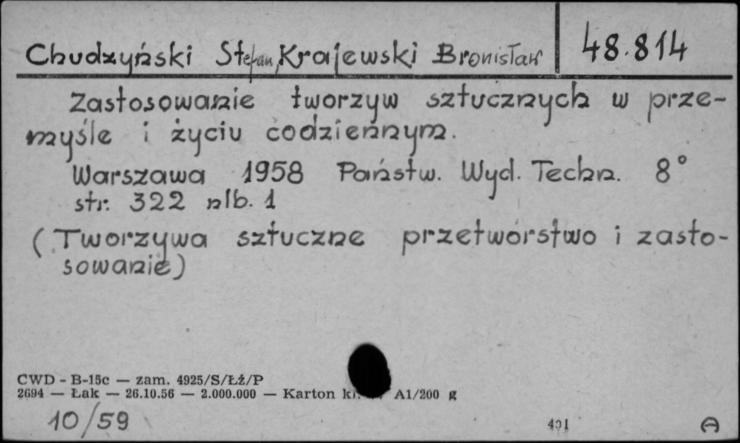 Chudzyński Stefan, Krajewski Bronisław 48.814
Zastosowanie tworzyw sztucznych w prze-
myśle i życiu codziennym.
Warszawa 1958 Państw. Wyd. Techn. 8°
str. 322 nlb. 1
(Tworzywa sztuczne przetwórstwo i zasto-
sowanie)
CWD - B-15c — zam. 4925/S/Łź/P
2694 — Łak — 26.10.56 — 2.000.000 — Karton A1/200 g
10/59 401 A